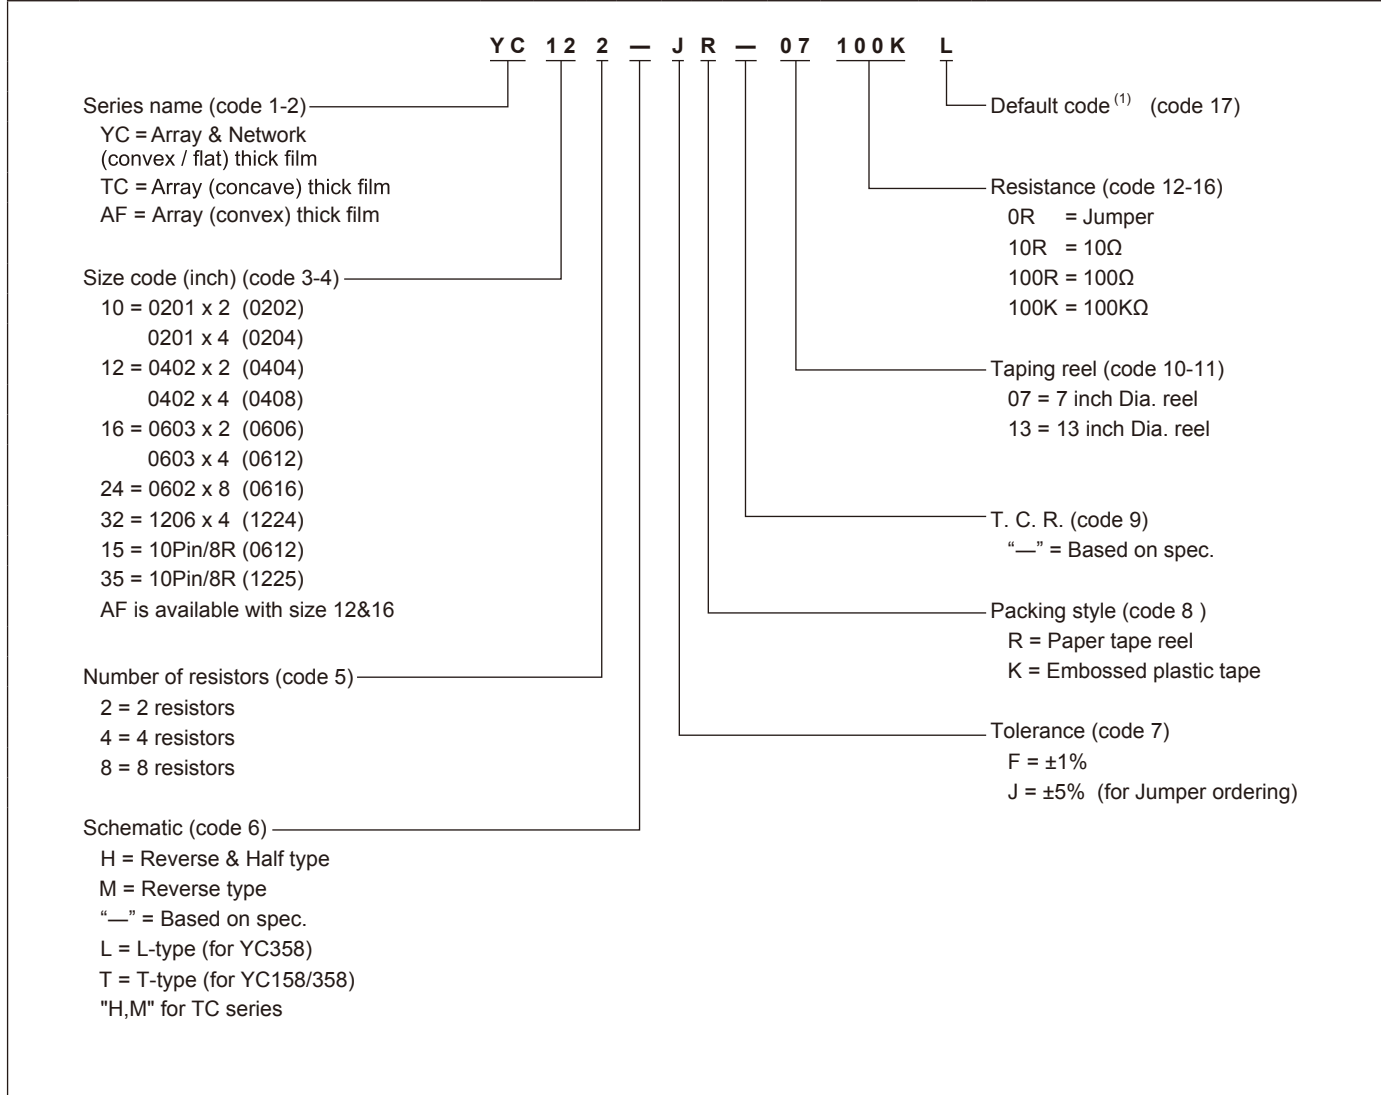 YC 12 2 — J R — 07 100K L
Series name (code 1-2)
YC = Array & Network
(convex / flat) thick film
TC = Array (concave) thick film
AF = Array (convex) thick film
Size code (inch) (code 3-4)
10 = 0201 x 2 (0202)
0201 x 4 (0204)
12 = 0402 x 2 (0404)
0402 x 4 (0408)
16 = 0603 x 2 (0606)
0603 x 4 (0612)
24 = 0602 x 8 (0616)
32 = 1206 x 4 (1224)
15 = 10Pin/8R (0612)
35 = 10Pin/8R (1225)
AF is available with size 12&16
Number of resistors (code 5)
2 = 2 resistors
4 = 4 resistors
8 = 8 resistors
Schematic (code 6)
H = Reverse & Half type
M = Reverse type
“—” = Based on spec.
L = L-type (for YC358)
T = T-type (for YC158/358)
"H,M" for TC series
Default code (1) (code 17)
Resistance (code 12-16)
0R = Jumper
10R = 10Ω
100R = 100Ω
100K = 100KΩ
Taping reel (code 10-11)
07 = 7 inch Dia. reel
13 = 13 inch Dia. reel
T. C. R. (code 9)
“—” = Based on spec.
Packing style (code 8 )
R = Paper tape reel
K = Embossed plastic tape
Tolerance (code 7)
F = ±1%
J = ±5% (for Jumper ordering)